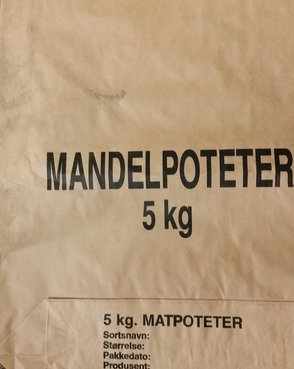 MANDELPOTETER
5 kg
5 kg. MATPOTETER
Sortsnavn:
Størrelse:
Pakkedato:
Produsent: